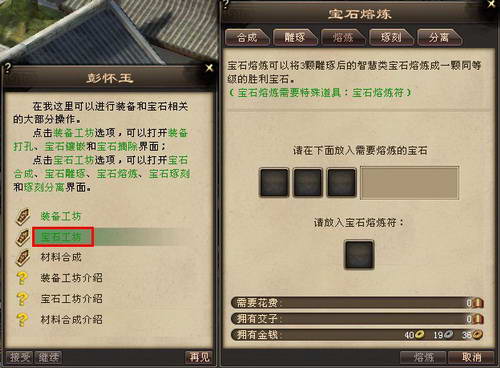 彭怀玉
在我这里可以进行装备和宝石相关
的大部分操作。
点击装备工坊选项，可以打开装备
打孔、宝石镶嵌和宝石摘除界面；
点击宝石工坊选项，可以打开宝石
合成、宝石雕琢、宝石熔炼、宝石琢刻
和琢刻分离界面。
装备工坊
宝石工坊
材料合成
? 装备工坊介绍
? 宝石工坊介绍
? 材料合成介绍
接受 继续 再见
? 宝石熔炼
合成 雕琢 熔炼 琢刻 分离
宝石熔炼可以将3颗雕琢后的智慧类宝石熔炼成一颗同等
级的胜利宝石。
（宝石熔炼需要特殊道具：宝石熔炼符）
请在下面放入需要熔炼的宝石
请放入宝石熔炼符：
需要花费: 0
拥有交子: 0
拥有金钱: 40 19 36
熔炼 取消